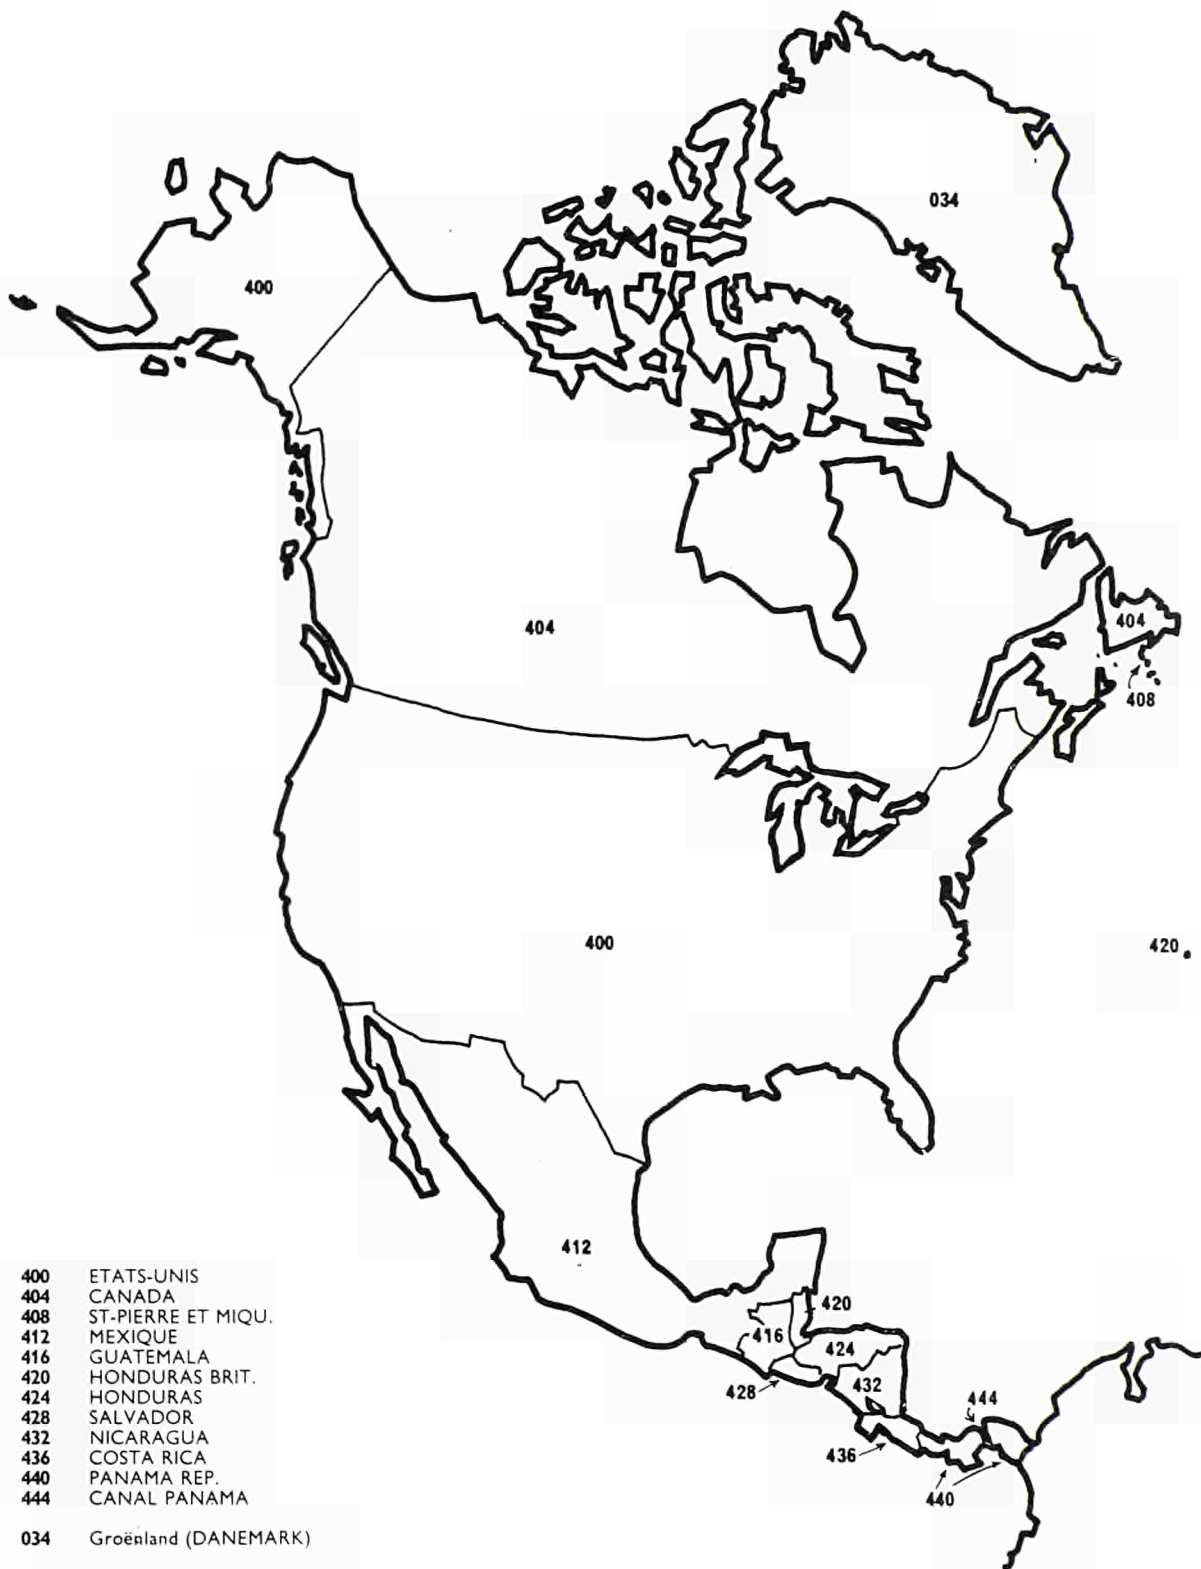 034
400
404
404
408
400
420
412
420
416
424
428
432
444
436
440
400 ETATS-UNIS
404 CANADA
408 ST-PIERRE ET MIQU.
412 MEXIQUE
416 GUATEMALA
420 HONDURAS BRIT.
424 HONDURAS
428 SALVADOR
432 NICARAGUA
436 COSTA RICA
440 PANAMA REP.
444 CANAL PANAMA
034 Groënland (DANEMARK)